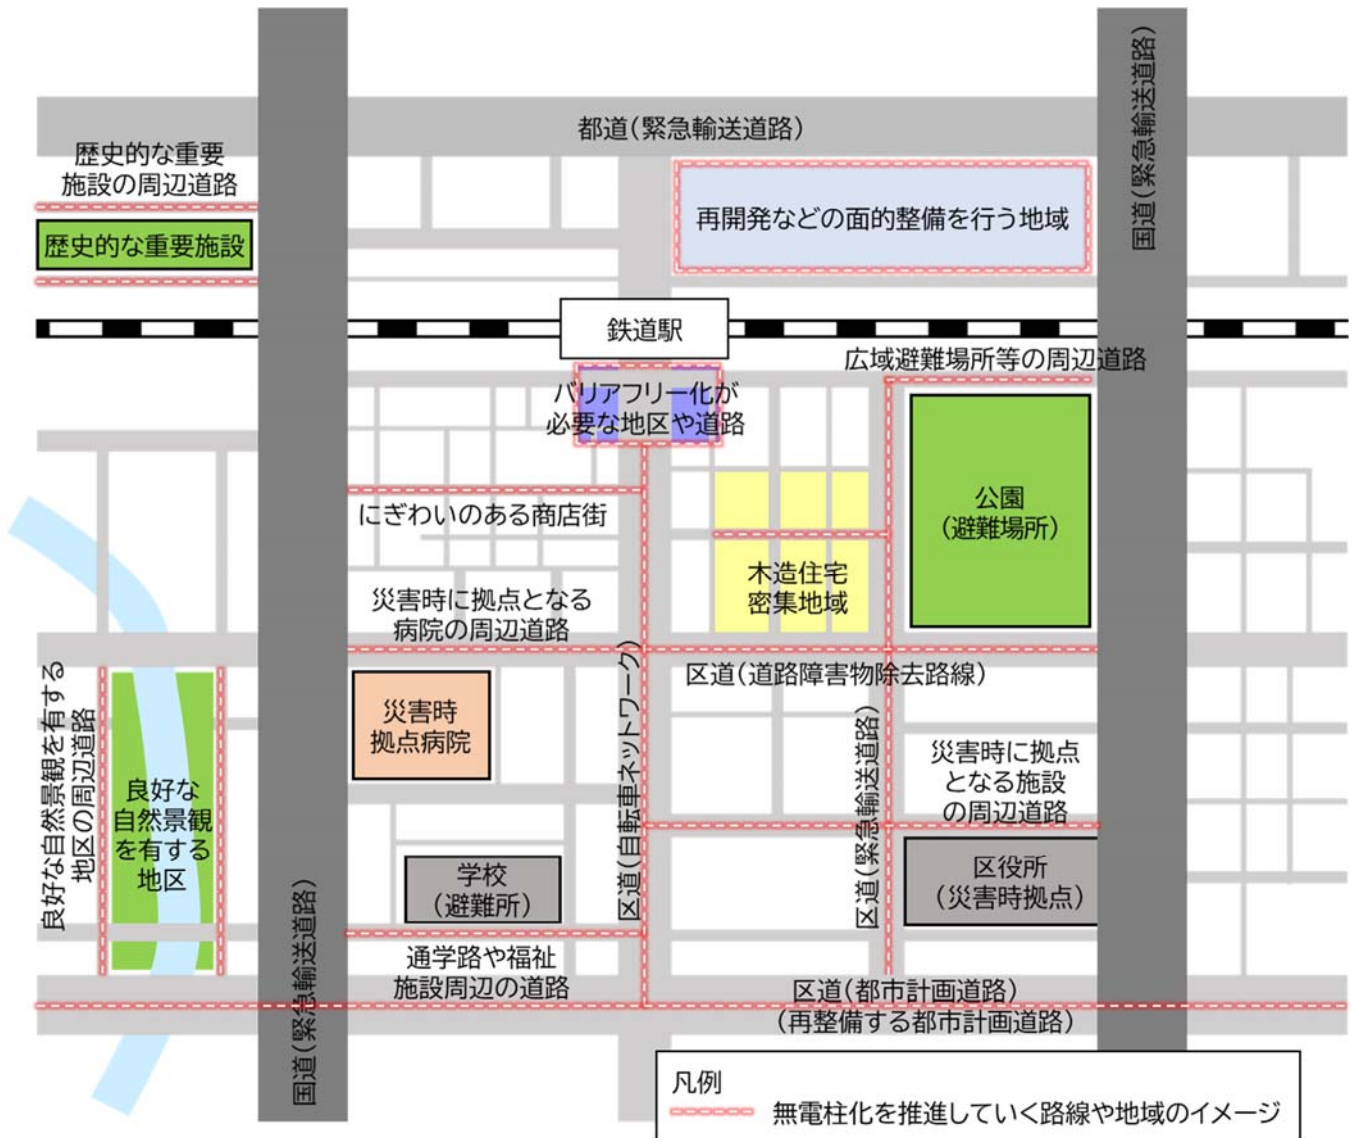 都道（緊急輸送道路）
国道（緊急輸送道路）
歴史的な重要
施設の周辺道路
歴史的な重要施設
再開発などの面的整備を行う地域
鉄道駅
広域避難場所等の周辺道路
バリアフリー化が
必要な地区や道路
にぎわいのある商店街
公園
（避難場所）
木造住宅
密集地域
災害時に拠点となる
病院の周辺道路
区道（道路障害物除去路線）
良好な自然景観を有する
地区の周辺道路
良好な
自然景観
を有する
地区
災害時
拠点病院
区道（自転車ネットワーク）
区道（緊急輸送道路）
災害時に拠点
となる施設
の周辺道路
学校
（避難所）
区役所
（災害時拠点）
国道（緊急輸送道路）
通学路や福祉
施設周辺の道路
区道（都市計画道路）
（再整備する都市計画道路）
凡例
無電柱化を推進していく路線や地域のイメージ